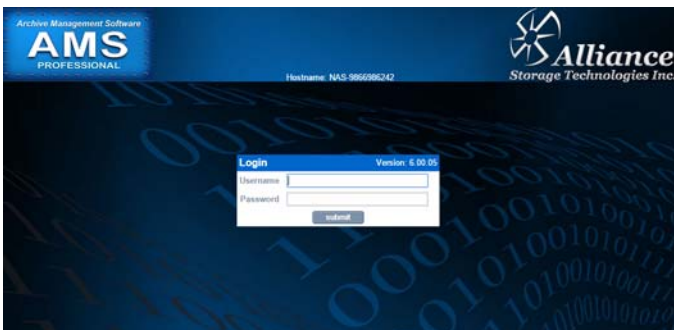 Archive Management Software
AMS
PROFESSIONAL
Alliance
Storage Technologies Inc.
Hostname: NAS-9866986242
Login Version: 6.00.05
Username
Password
submit